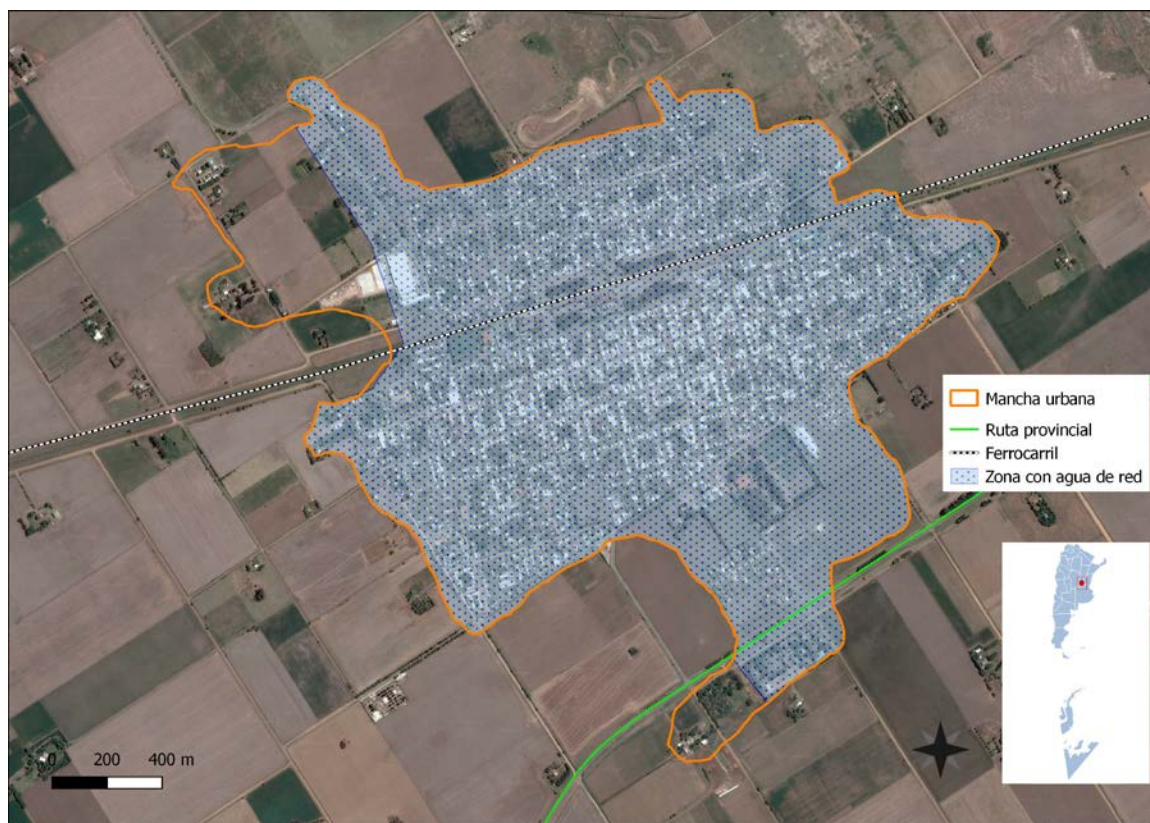 Mancha urbana
Ruta provincial
Ferrocarril
Zona con agua de red
0 200 400 m